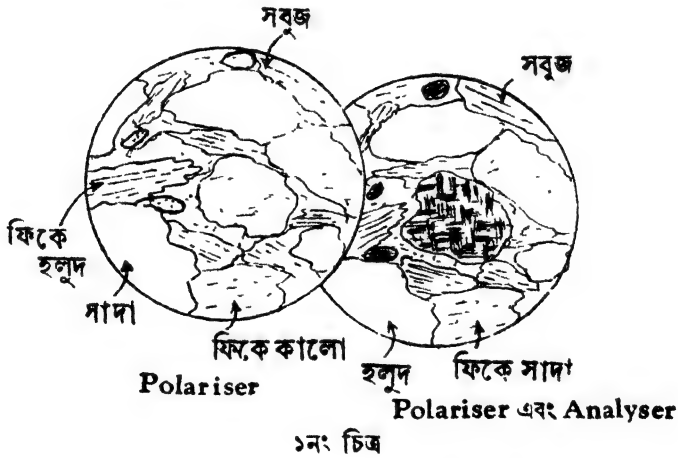 সবুজ
সবুজ
ফিকে
হলুদ
সাদা
ফিকে কালো
Polariser
হলুদ
ফিকে সাদা
Polariser এবং Analyser
১নং চিত্র